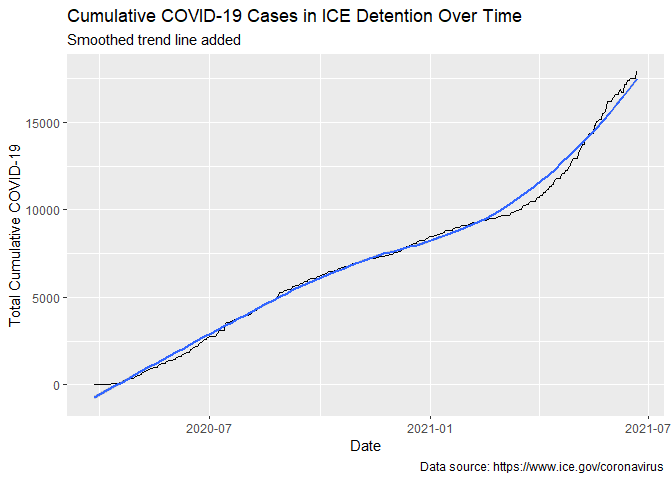 Cumulative COVID-19 Cases in ICE Detention Over Time
Smoothed trend line added
Total Cumulative COVID-19
15000
10000
5000
0
2020-07
2021-01
2021-07
Date
Data source: https://www.ice.gov/coronavirus